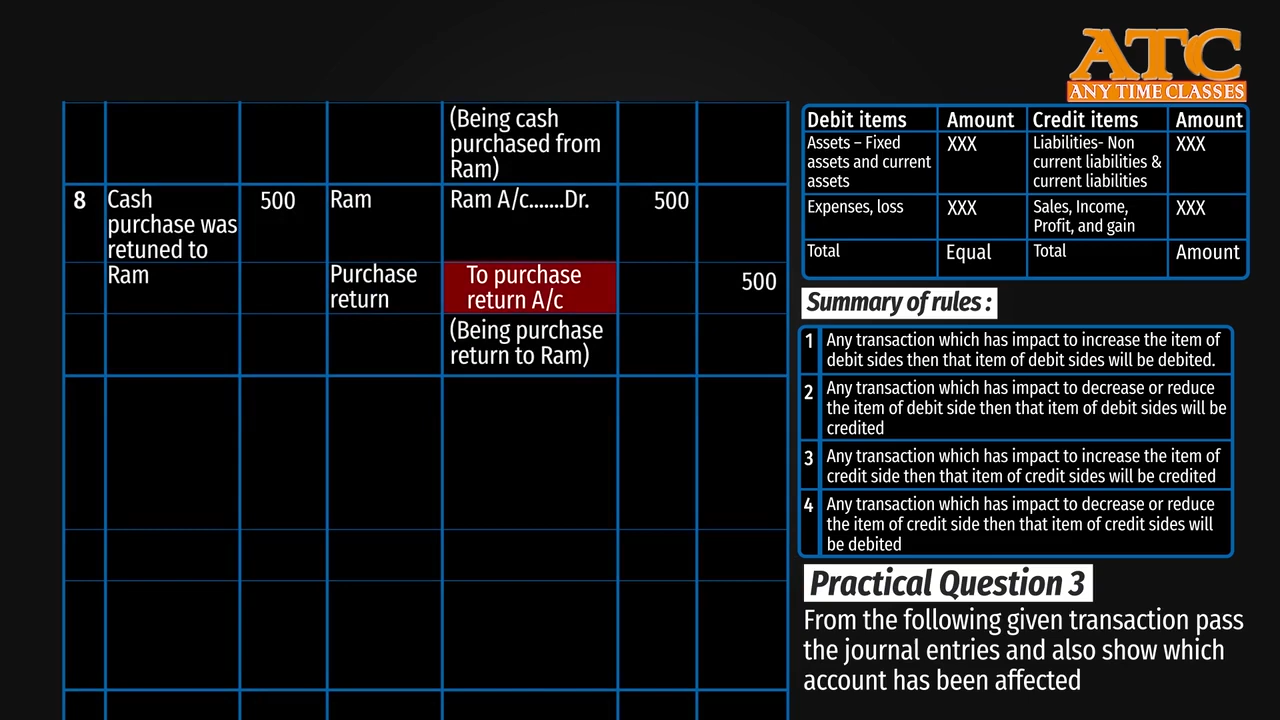 ATC
ANY TIME CLASSES
(Being cash
purchased from
Ram)
8
Cash
purchase was
retuned to
Ram
500
Ram
Ram A/c.......Dr.
500
Purchase
return
To purchase
return A/c
500
(Being purchase
return to Ram)
Debit items
Amount
Credit items
Amount
Assets – Fixed
assets and current
assets
XXX
Liabilities- Non
current liabilities &
current liabilities
XXX
Expenses, loss
XXX
Sales, Income,
Profit, and gain
XXX
Total
Equal
Total
Amount
Summary of rules :
1
Any transaction which has impact to increase the item of
debit sides then that item of debit sides will be debited.
2
Any transaction which has impact to decrease or reduce
the item of debit side then that item of debit sides will be
credited
3
Any transaction which has impact to increase the item of
credit side then that item of credit sides will be credited
4
Any transaction which has impact to decrease or reduce
the item of credit side then that item of credit sides will
be debited
Practical Question 3
From the following given transaction pass
the journal entries and also show which
account has been affected